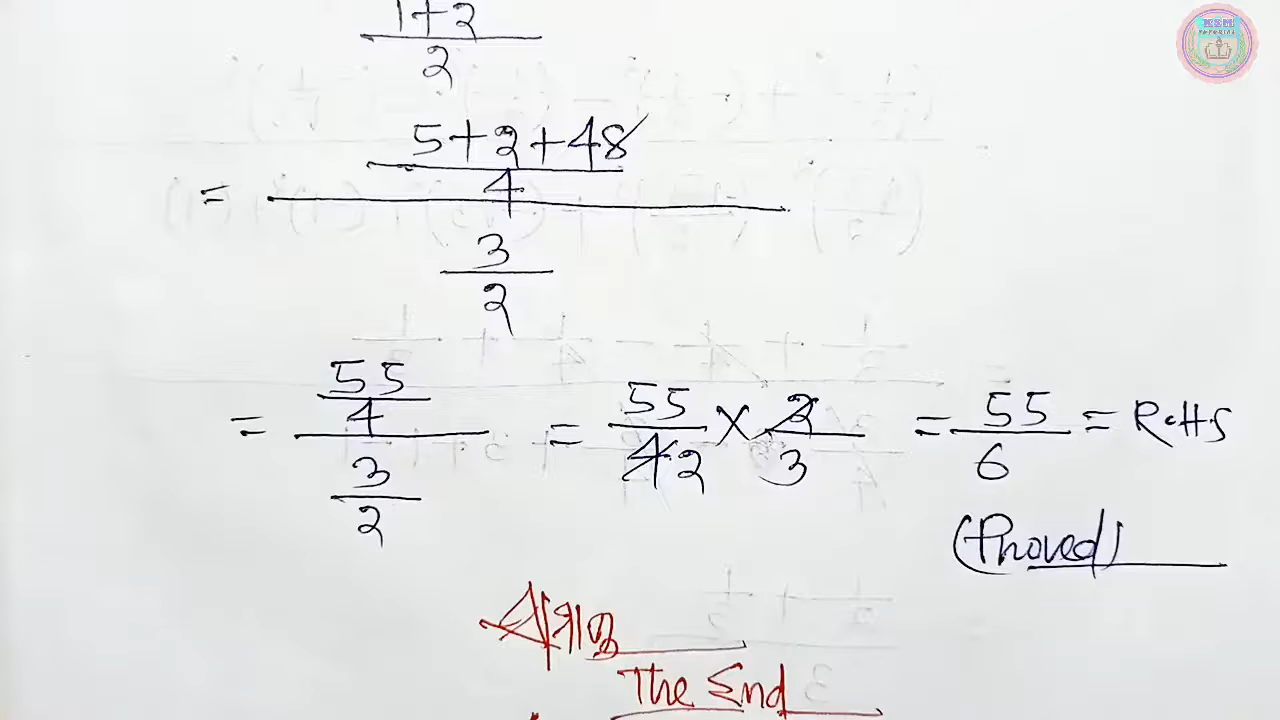 1+2
2
5+2+48
4
= 3
2
55
4
= 3
2
= 55/42 × 2/3 = 55/6 = R.H.S
(Proved)
The End
KSM